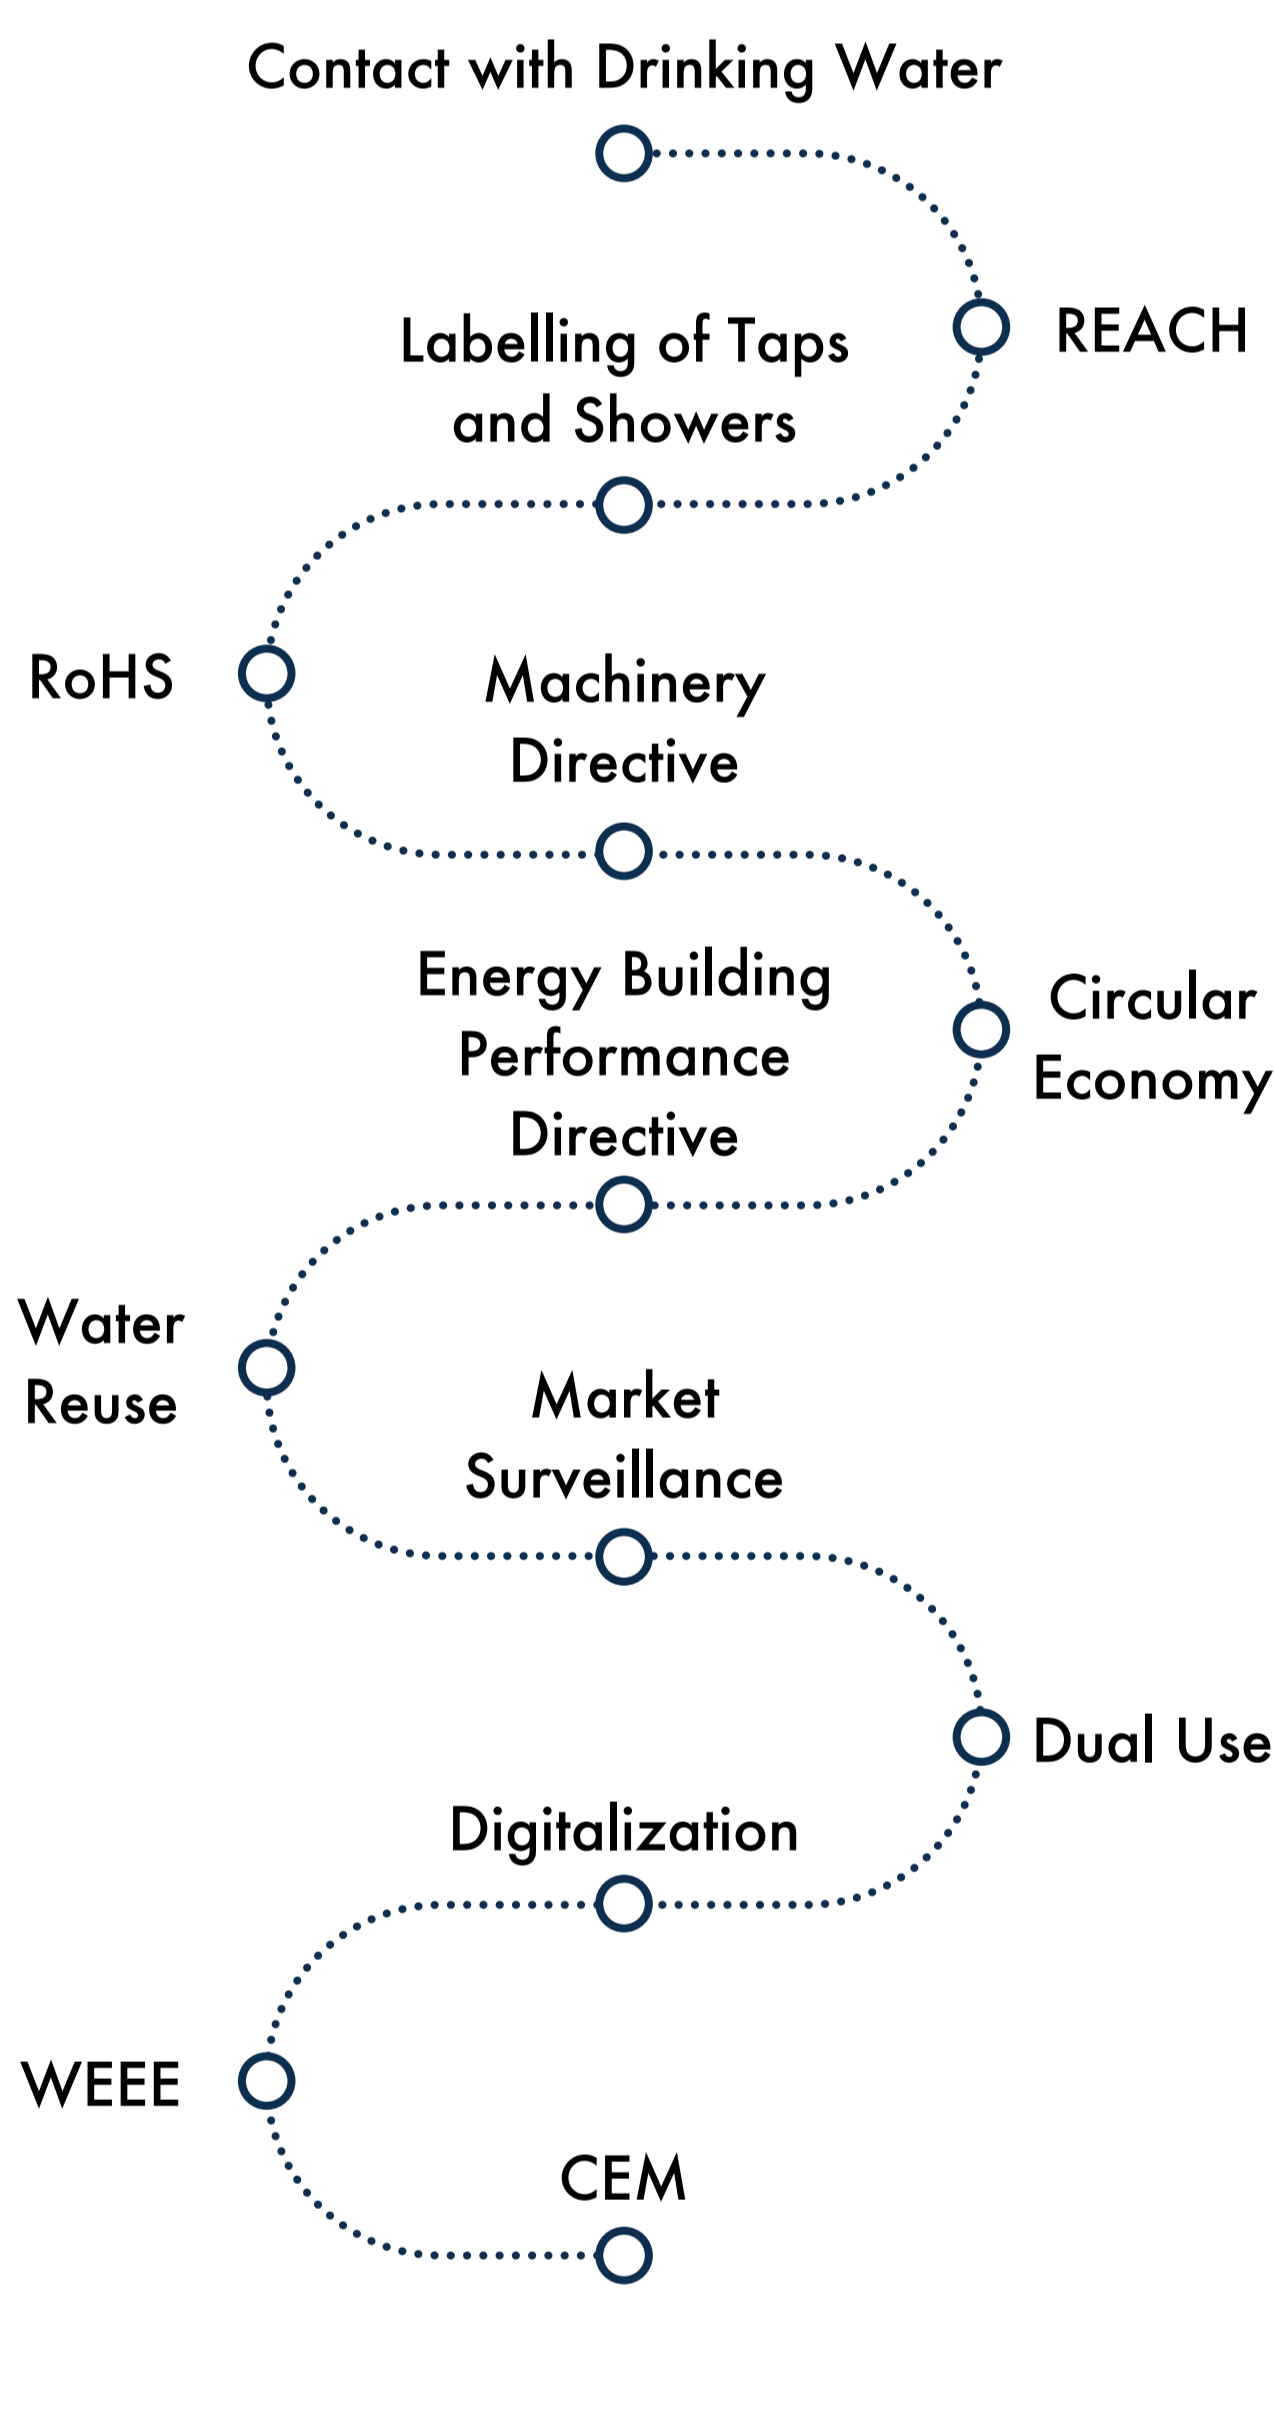 Contact with Drinking Water
REACH
Labelling of Taps
and Showers
RoHS
Machinery
Directive
Circular
Economy
Energy Building
Performance
Directive
Water
Reuse
Market
Surveillance
Dual Use
Digitalization
WEEE
CEM